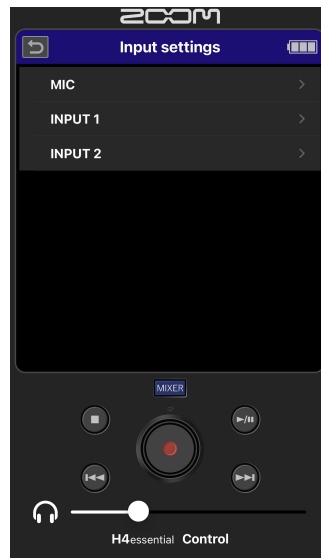 ZOOM
Input settings
MIC
INPUT 1
INPUT 2
MIXER
H4essential Control